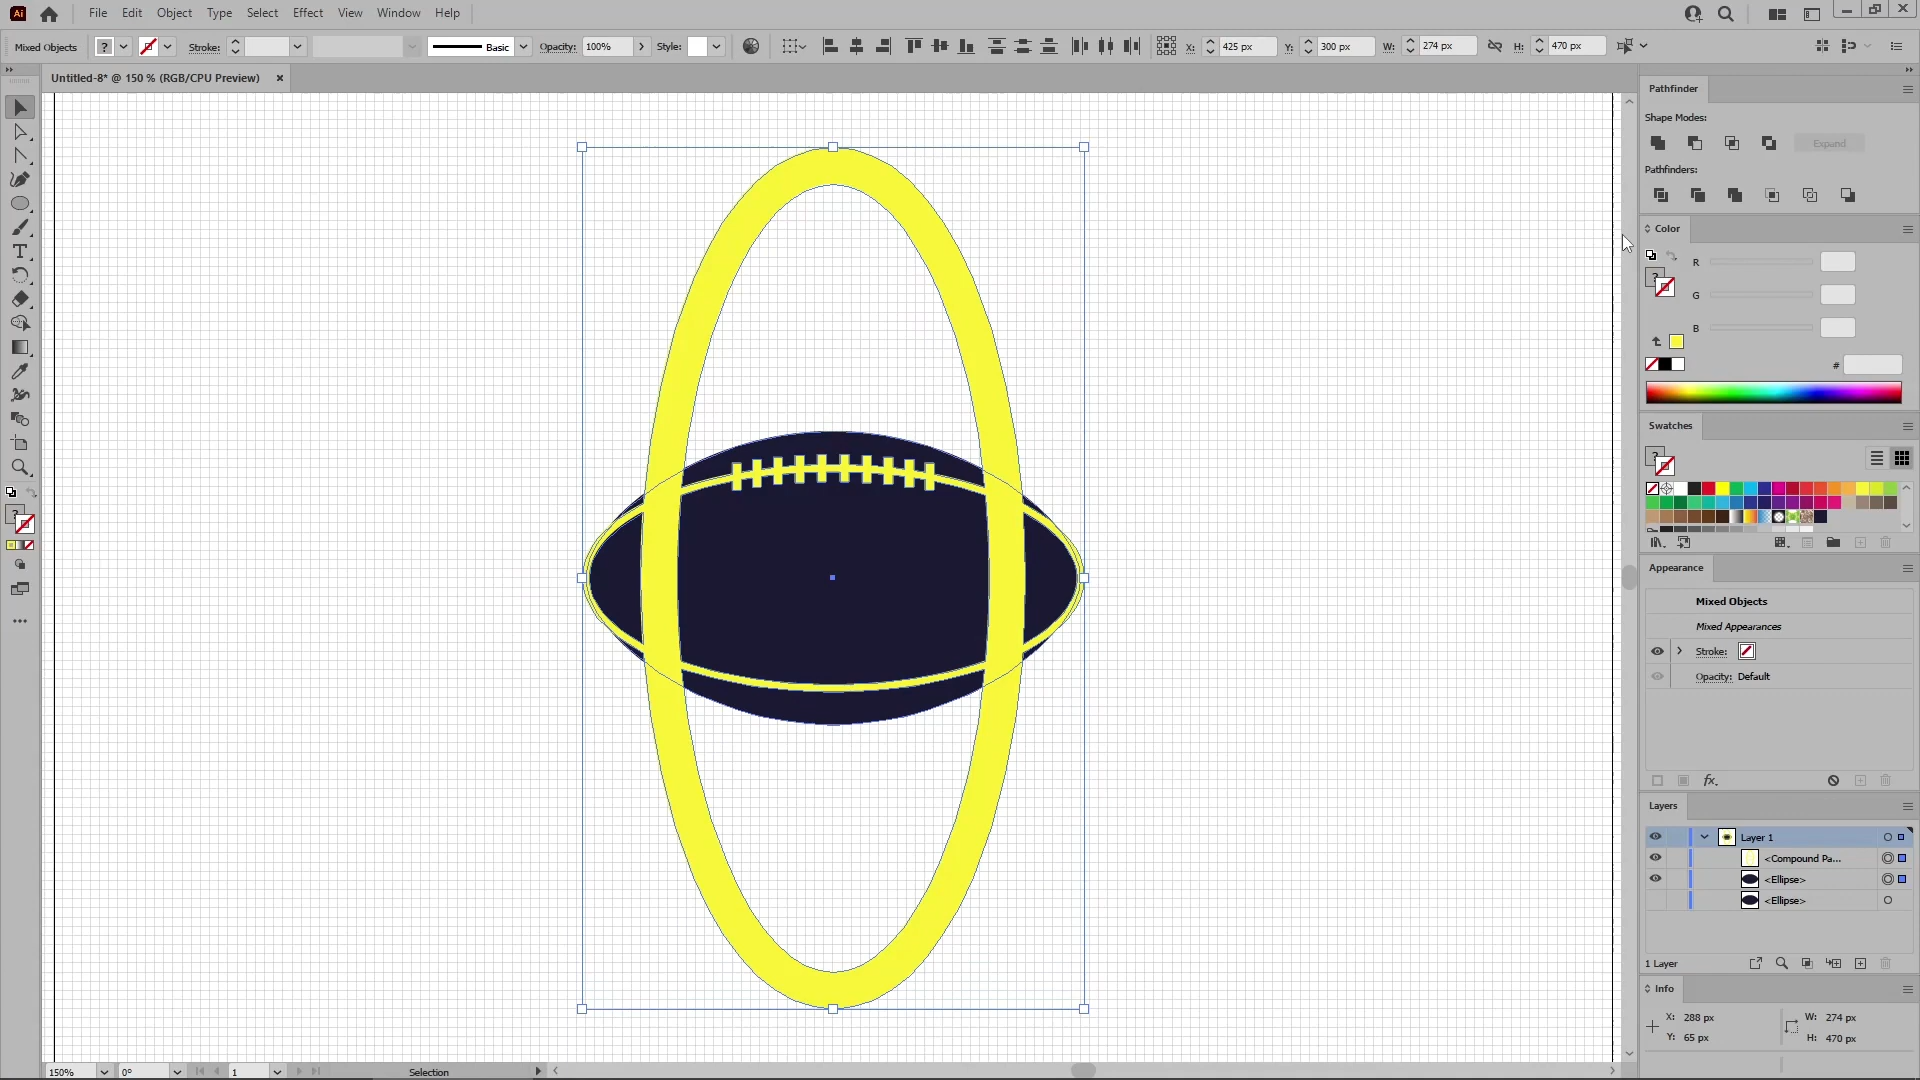 Ai File Edit Object Type Select Effect View Window Help
Mixed Objects ? Stroke: Basic Opacity: 100% Style: X: 425 px Y: 300 px W: 274 px H: 470 px
Untitled-8* @ 150 % (RGB/CPU Preview) ×
Pathfinder
Shape Modes:
Expand
Pathfinders:
Color
R
?
G
B
#
Swatches
?
Appearance
Mixed Objects
Mixed Appearances
Stroke:
Opacity: Default
fx.
Layers
Layer 1
<Compound Pa...
<Ellipse>
<Ellipse>
1 Layer
Info
X: 288 px W: 274 px
Y: 65 px H: 470 px
150% 0° 1 Selection